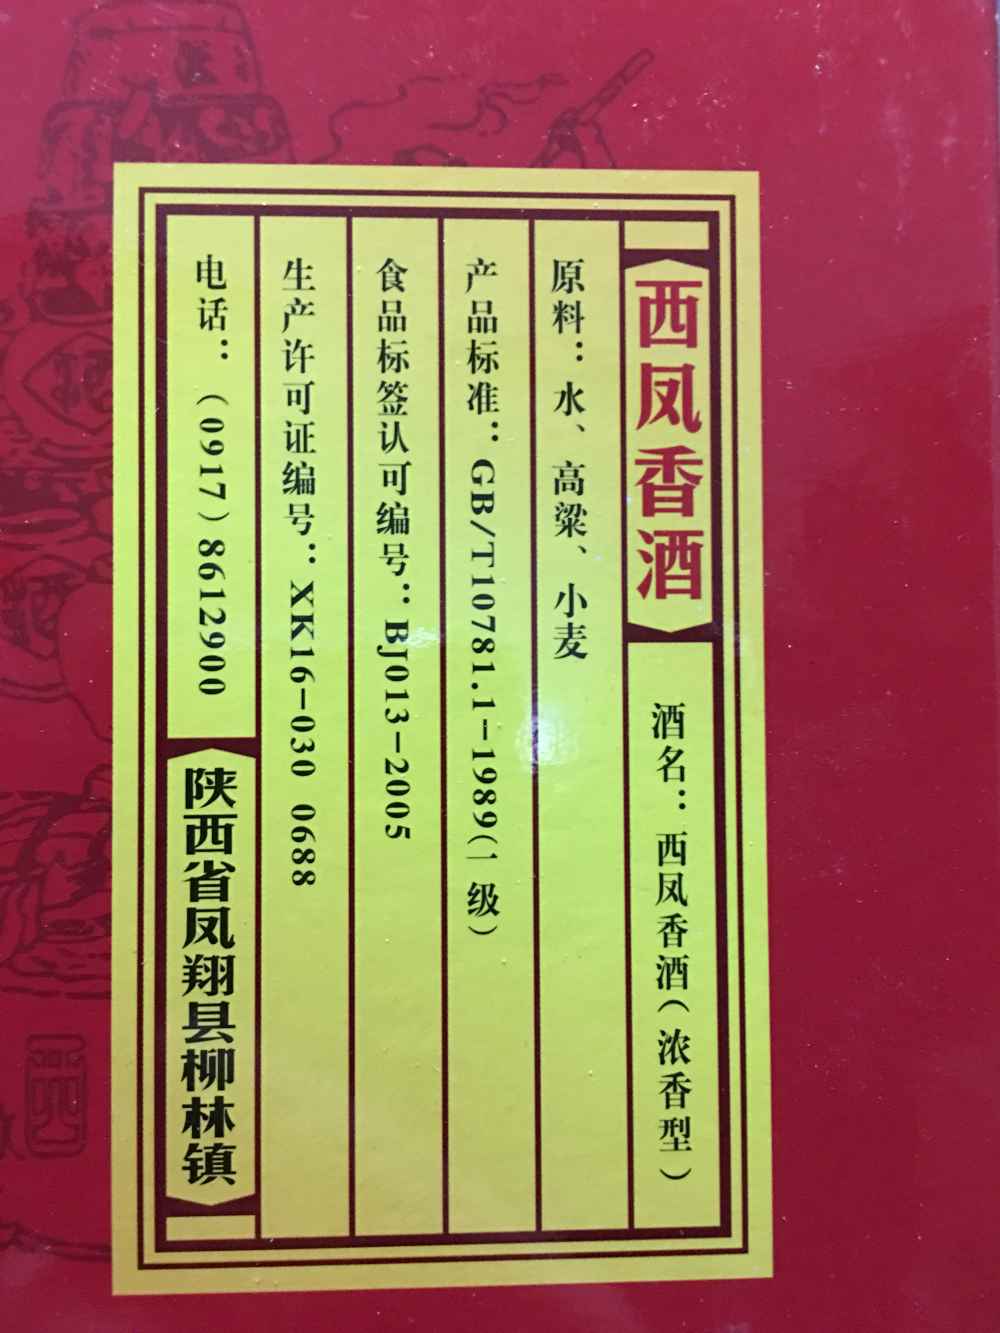 西凤香酒
酒名：西凤香酒（浓香型）
原料：水、高粱、小麦
产品标准：GB/T10781.1-1989(一级)
食品标签认可编号：BJ013-2005
生产许可证编号：XK16-030 0688
电话：（0917）8612900
陕西省凤翔县柳林镇